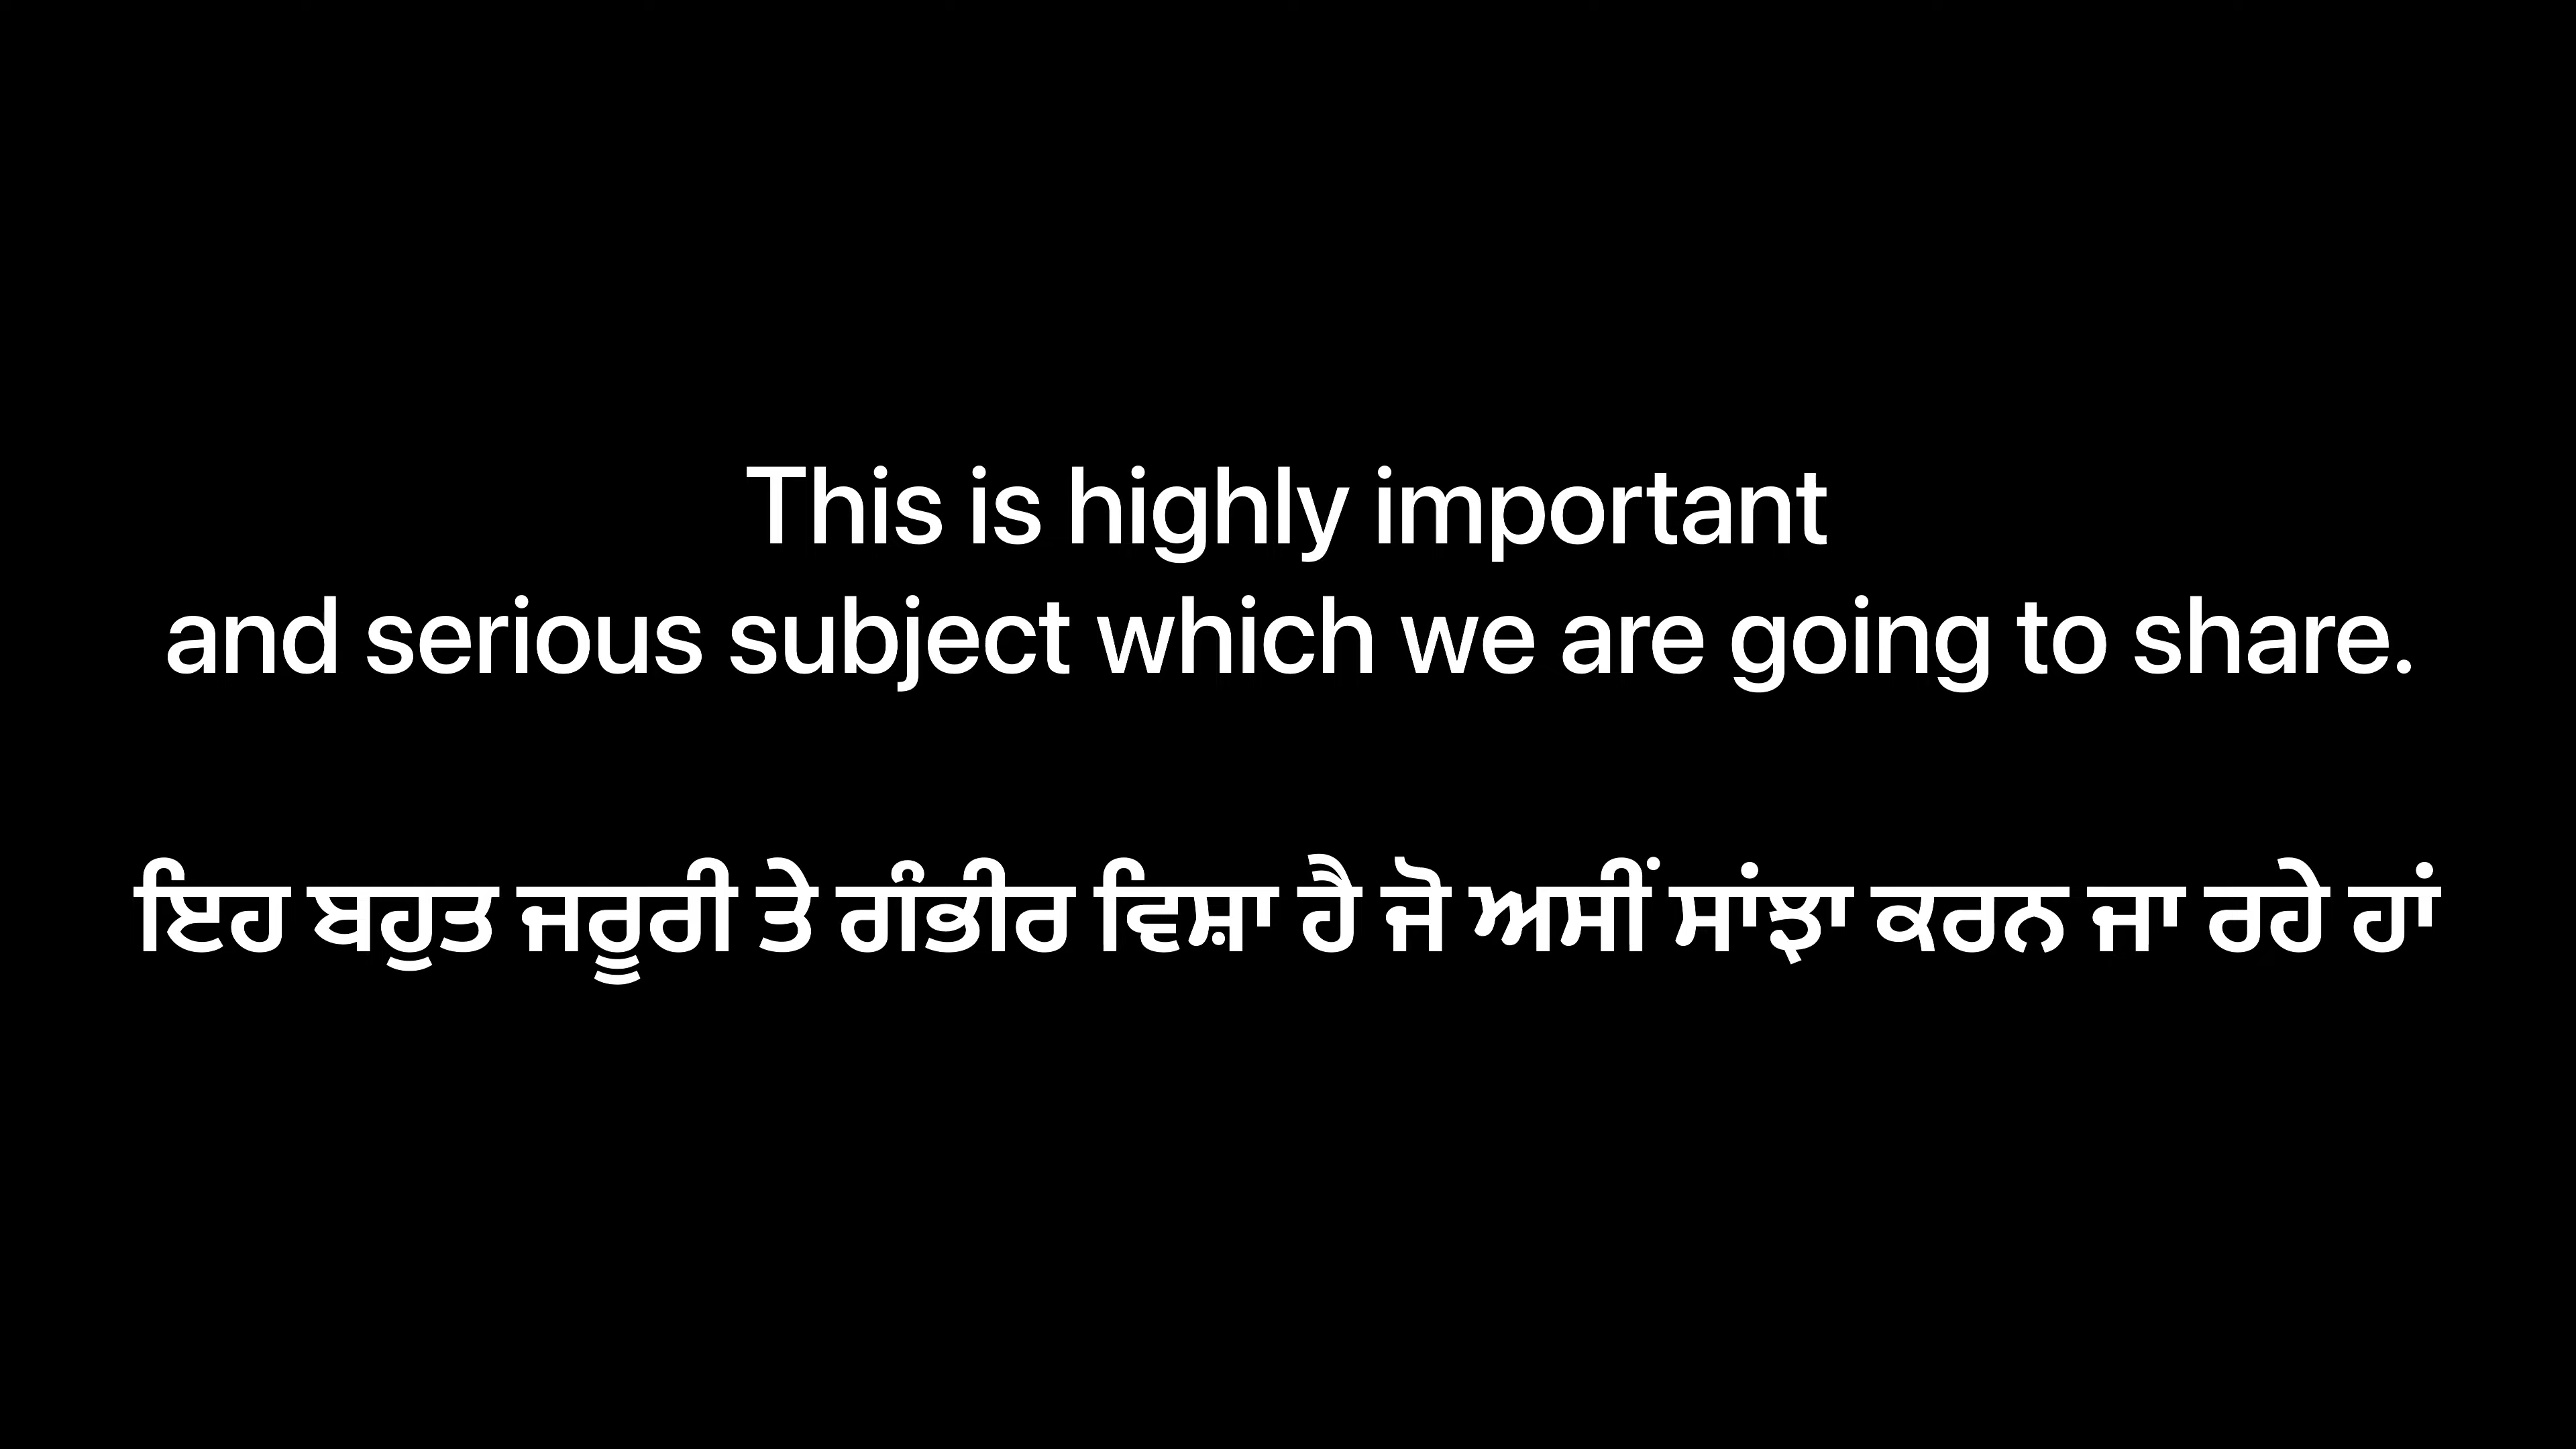 This is highly important
and serious subject which we are going to share.
ਇਹ ਬਹੁਤ ਜਰੂਰੀ ਤੇ ਗੰਭੀਰ ਵਿਸ਼ਾ ਹੈ ਜੋ ਅਸੀਂ ਸਾਂਝਾ ਕਰਨ ਜਾ ਰਹੇ ਹਾਂ